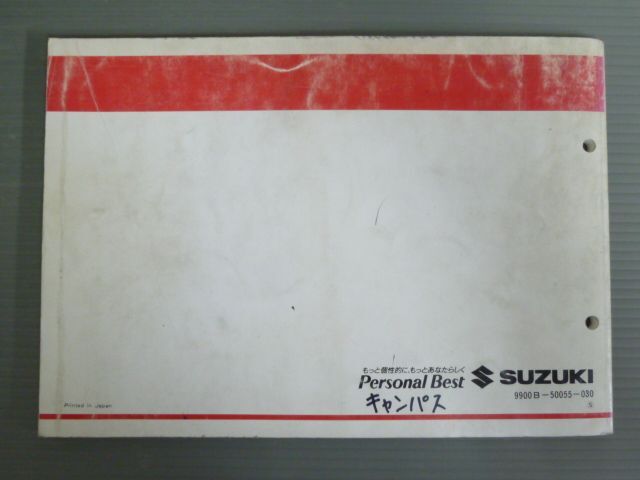 もっと個性的に、もっとあなたらしく
Personal Best SUZUKI
9900B-50055-030
キャンパス
Printed in Japan